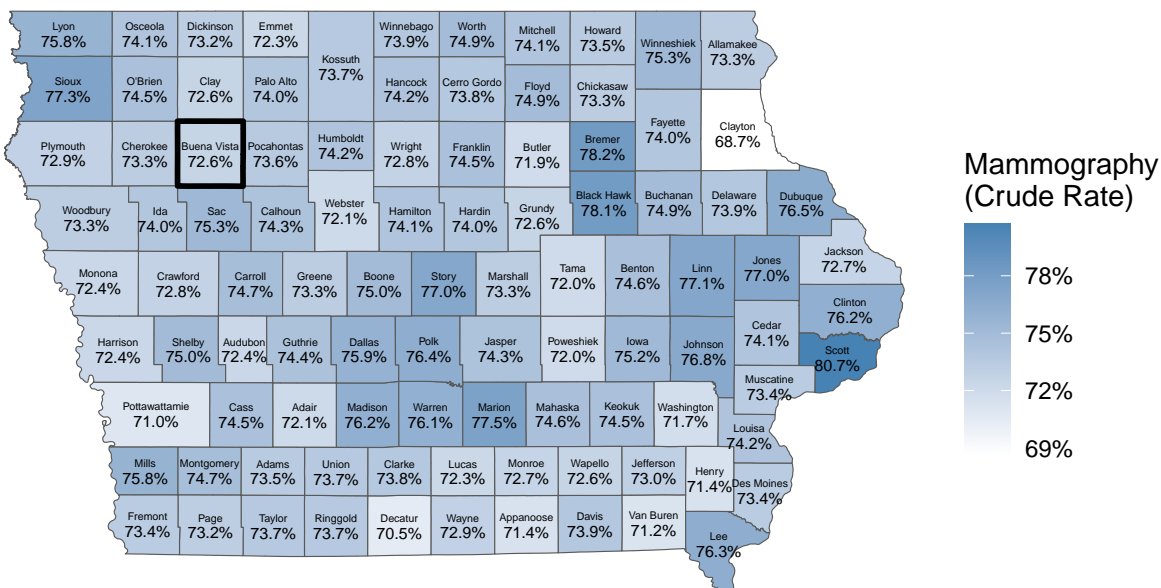 Lyon
75.8%
Osceola
74.1%
Dickinson
73.2%
Emmet
72.3%
Kossuth
73.7%
Winnebago
73.9%
Worth
74.9%
Mitchell
74.1%
Howard
73.5%
Winneshiek
75.3%
Allamakee
73.3%
Sioux
77.3%
O'Brien
74.5%
Clay
72.6%
Palo Alto
74.0%
Hancock
74.2%
Cerro Gordo
73.8%
Floyd
74.9%
Chickasaw
73.3%
Fayette
74.0%
Clayton
68.7%
Plymouth
72.9%
Cherokee
73.3%
Buena Vista
72.6%
Pocahontas
73.6%
Humboldt
74.2%
Wright
72.8%
Franklin
74.5%
Butler
71.9%
Bremer
78.2%
Woodbury
73.3%
Ida
74.0%
Sac
75.3%
Calhoun
74.3%
Webster
72.1%
Hamilton
74.1%
Hardin
74.0%
Grundy
72.6%
Black Hawk
78.1%
Buchanan
74.9%
Delaware
73.9%
Dubuque
76.5%
Monona
72.4%
Crawford
72.8%
Carroll
74.7%
Greene
73.3%
Boone
75.0%
Story
77.0%
Marshall
73.3%
Tama
72.0%
Benton
74.6%
Linn
77.1%
Jones
77.0%
Jackson
72.7%
Clinton
76.2%
Harrison
72.4%
Shelby
75.0%
Audubon
72.4%
Guthrie
74.4%
Dallas
75.9%
Polk
76.4%
Jasper
74.3%
Poweshiek
72.0%
Iowa
75.2%
Johnson
76.8%
Cedar
74.1%
Scott
80.7%
Muscatine
73.4%
Pottawattamie
71.0%
Cass
74.5%
Adair
72.1%
Madison
76.2%
Warren
76.1%
Marion
77.5%
Mahaska
74.6%
Keokuk
74.5%
Washington
71.7%
Louisa
74.2%
Mills
75.8%
Montgomery
74.7%
Adams
73.5%
Union
73.7%
Clarke
73.8%
Lucas
72.3%
Monroe
72.7%
Wapello
72.6%
Jefferson
73.0%
Henry
71.4%
Des Moines
73.4%
Fremont
73.4%
Page
73.2%
Taylor
73.7%
Ringgold
73.7%
Decatur
70.5%
Wayne
72.9%
Appanoose
71.4%
Davis
73.9%
Van Buren
71.2%
Lee
76.3%
Mammography
(Crude Rate)
78%
75%
72%
69%